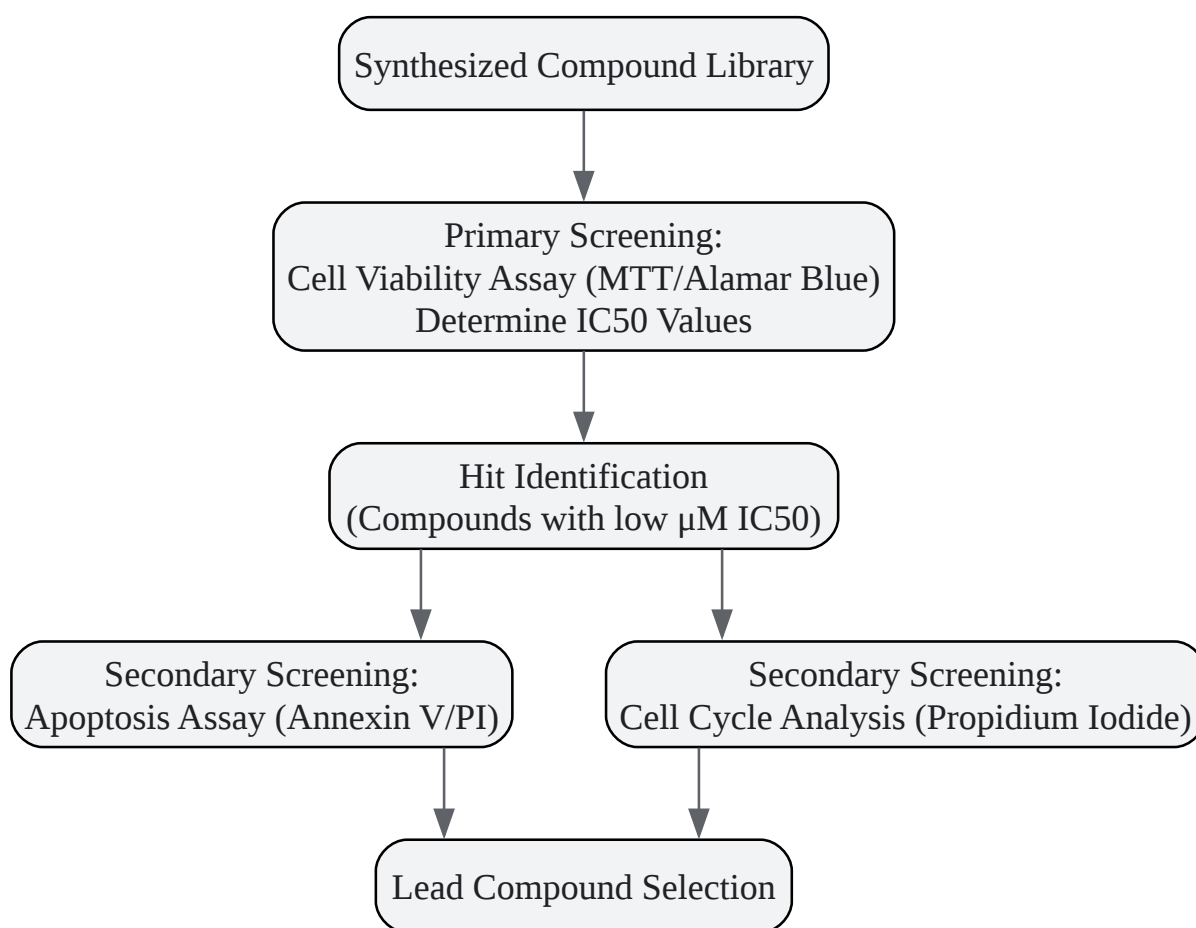 Synthesized Compound Library
Primary Screening:
Cell Viability Assay (MTT/Alamar Blue)
Determine IC50 Values
Hit Identification
(Compounds with low μM IC50)
Secondary Screening:
Apoptosis Assay (Annexin V/PI)
Secondary Screening:
Cell Cycle Analysis (Propidium Iodide)
Lead Compound Selection